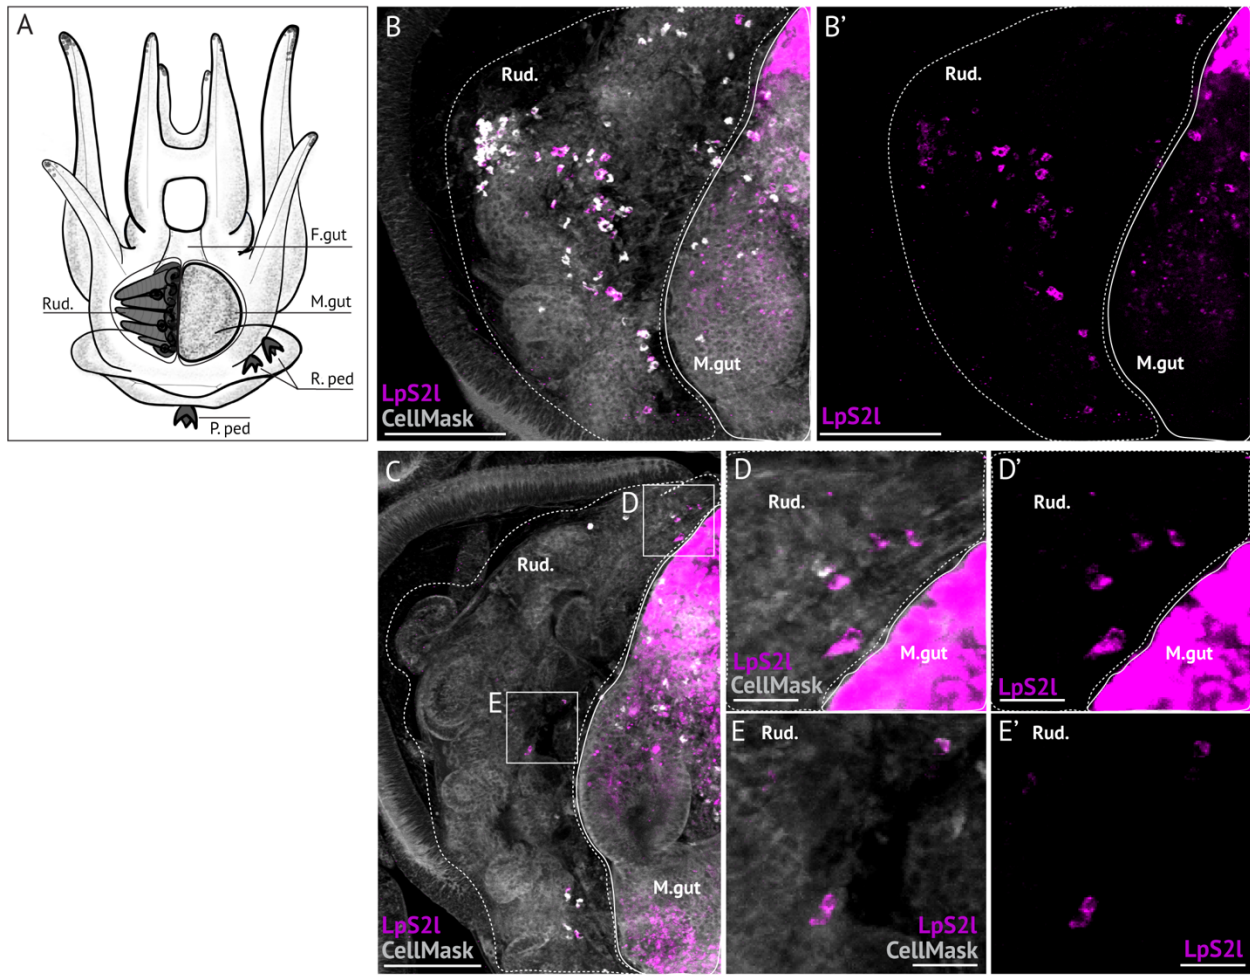 A
F.gut
Rud.
M.gut
R. ped
P. ped
B
Rud.
M.gut
LpS2l
CellMask
B'
Rud.
M.gut
LpS2l
C
D
Rud.
E
M.gut
LpS2l
CellMask
D
Rud.
M.gut
LpS2l
CellMask
D'
Rud.
M.gut
LpS2l
E
Rud.
LpS2l
CellMask
E'
Rud.
LpS2l